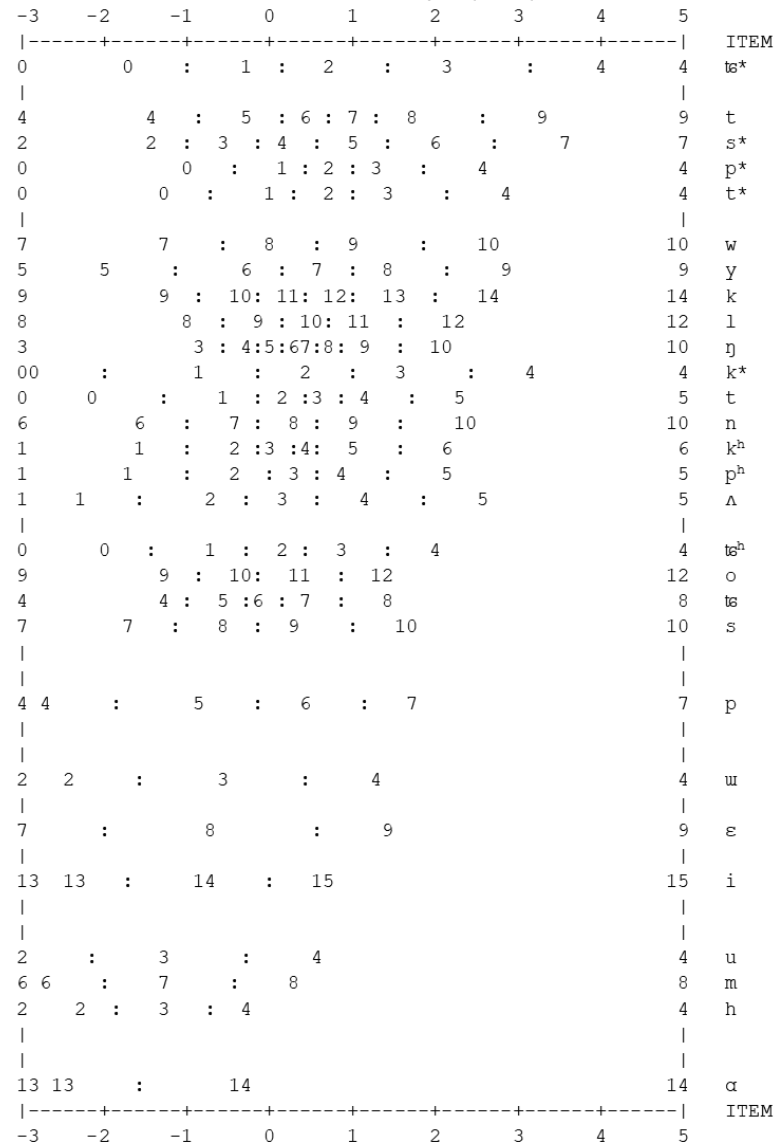 -3 -2 -1 0 1 2 3 4 5
|------+------+------+------+------+------+------+------| ITEM
0 0 : 1 : 2 : 3 : 4 4 ʨ*
| |
4 4 : 5 : 6 : 7 : 8 : 9 9 t
2 2 : 3 : 4 : 5 : 6 : 7 7 s*
0 0 : 1 : 2 : 3 : 4 4 p*
0 0 : 1 : 2 : 3 : 4 4 t*
| |
7 7 : 8 : 9 : 10 10 w
5 5 : 6 : 7 : 8 : 9 9 y
9 9 : 10: 11: 12: 13 : 14 14 k
8 8 : 9 : 10: 11 : 12 12 l
3 3 : 4:5:67:8: 9 : 10 10 ŋ
00 : 1 : 2 : 3 : 4 4 k*
0 0 : 1 : 2 :3 : 4 : 5 5 t
6 6 : 7 : 8 : 9 : 10 10 n
1 1 : 2 :3 :4: 5 : 6 6 kʰ
1 1 : 2 : 3 : 4 : 5 5 pʰ
1 1 : 2 : 3 : 4 : 5 5 ʌ
| |
0 0 : 1 : 2 : 3 : 4 4 ʨʰ
9 9 : 10: 11 : 12 12 o
4 4 : 5 :6 : 7 : 8 8 ʨ
7 7 : 8 : 9 : 10 10 s
| |
| |
4 4 : 5 : 6 : 7 7 p
| |
| |
2 2 : 3 : 4 4 ɯ
| |
7 : 8 : 9 9 ε
| |
13 13 : 14 : 15 15 i
| |
| |
2 : 3 : 4 4 u
6 6 : 7 : 8 8 m
2 2 : 3 : 4 4 h
| |
| |
13 13 : 14 14 ɑ
|------+------+------+------+------+------+------+------| ITEM
-3 -2 -1 0 1 2 3 4 5